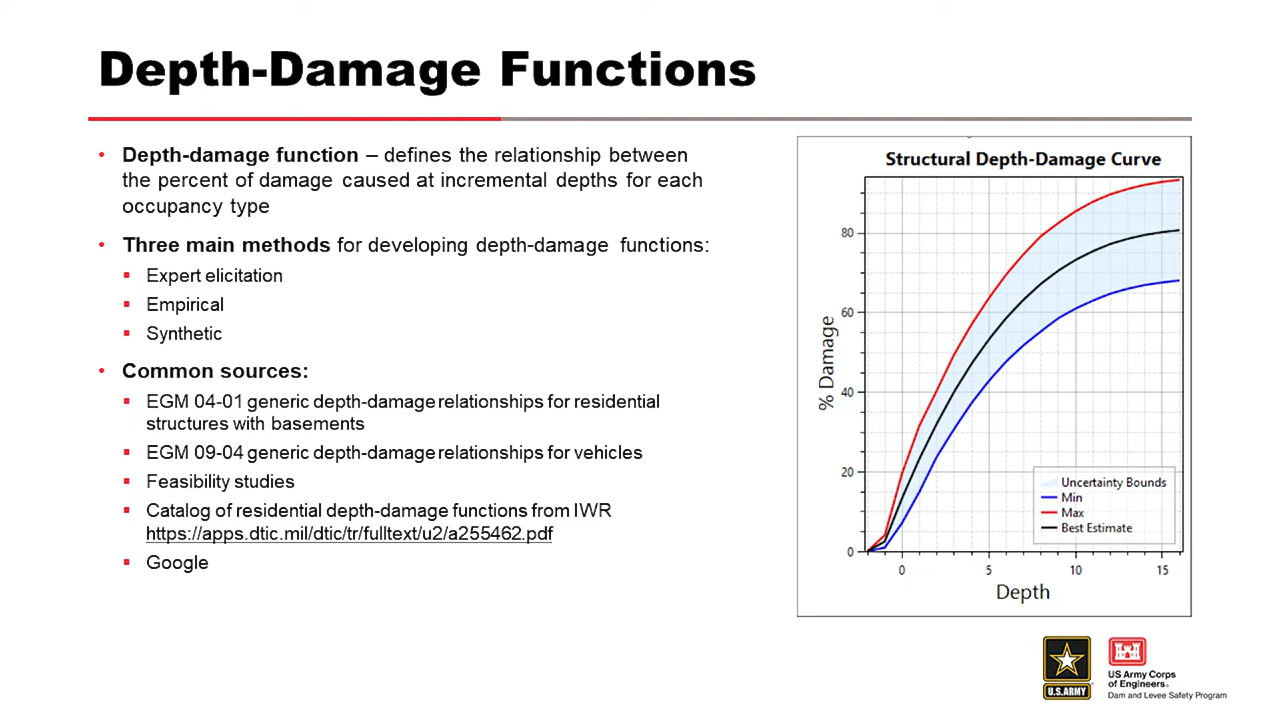 Depth-Damage Functions
• Depth-damage function – defines the relationship between
the percent of damage caused at incremental depths for each
occupancy type
• Three main methods for developing depth-damage functions:
▪ Expert elicitation
▪ Empirical
▪ Synthetic
• Common sources:
▪ EGM 04-01 generic depth-damage relationships for residential
structures with basements
▪ EGM 09-04 generic depth-damage relationships for vehicles
▪ Feasibility studies
▪ Catalog of residential depth-damage functions from IWR
https://apps.dtic.mil/dtic/tr/fulltext/u2/a255462.pdf
▪ Google
Structural Depth-Damage Curve
% Damage
80
60
40
20
0
0 5 10 15
Depth
Uncertainty Bounds
Min
Max
Best Estimate
U.S.ARMY
US Army Corps
of Engineers®
Dam and Levee Safety Program